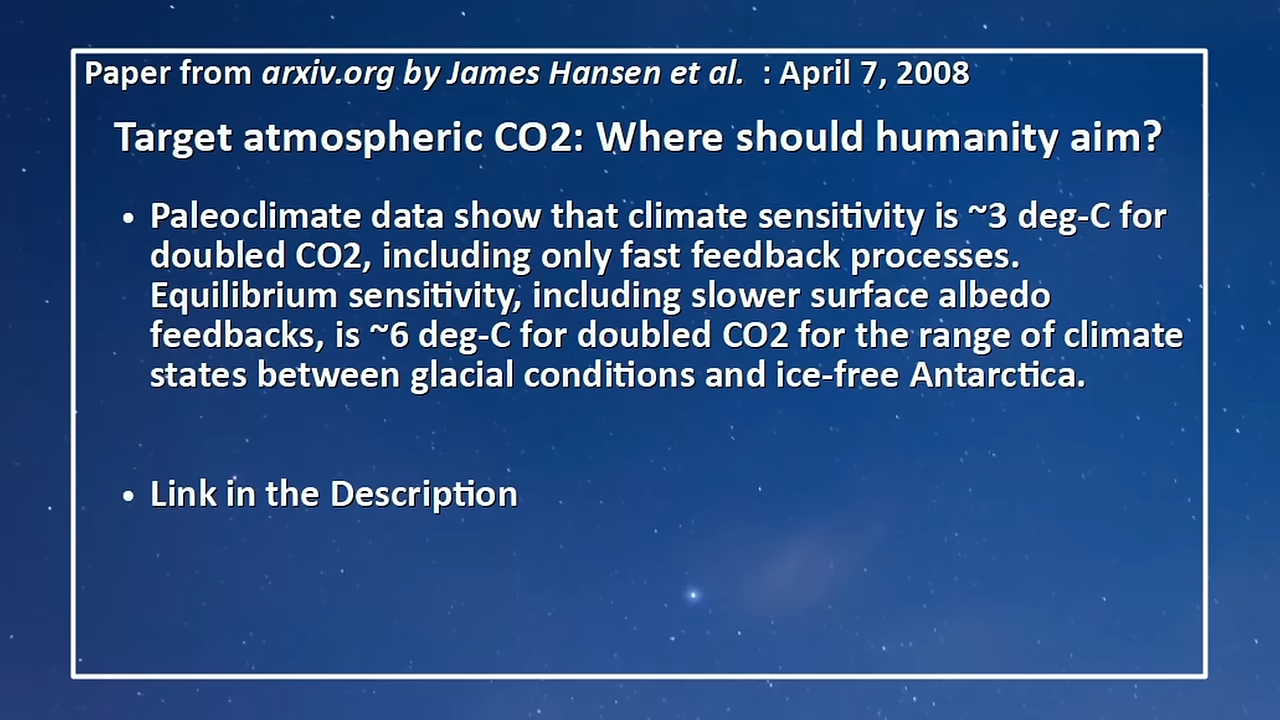 Paper from arxiv.org by James Hansen et al. : April 7, 2008
Target atmospheric CO2: Where should humanity aim?
• Paleoclimate data show that climate sensitivity is ~3 deg-C for
doubled CO2, including only fast feedback processes.
Equilibrium sensitivity, including slower surface albedo
feedbacks, is ~6 deg-C for doubled CO2 for the range of climate
states between glacial conditions and ice-free Antarctica.
• Link in the Description